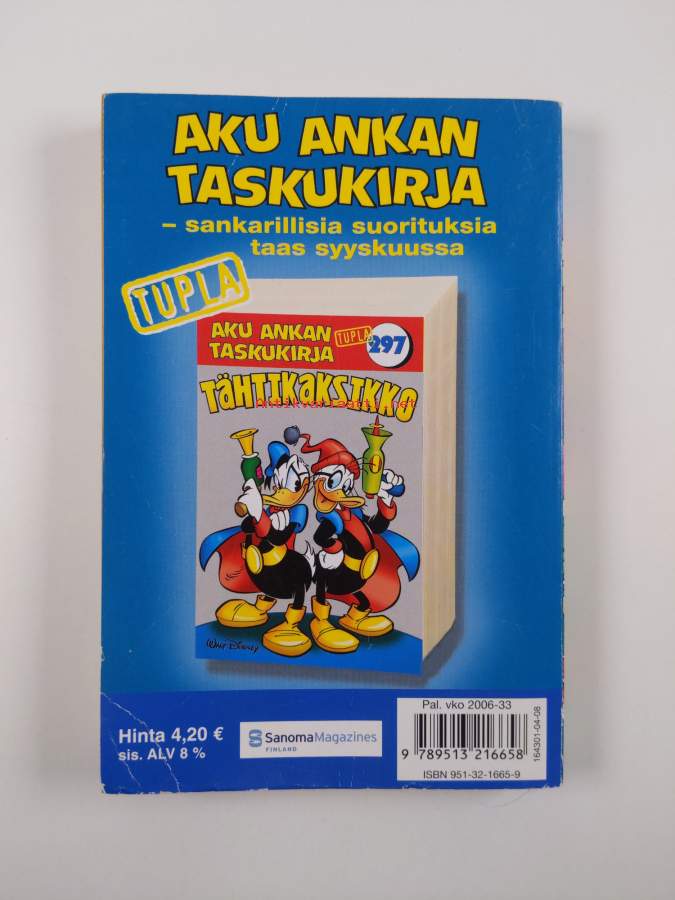 AKU ANKAN
TASKUKIRJA
– sankarillisia suorituksia
taas syyskuussa
TUPLA
AKU ANKAN
TASKUKIRJA
TUPLA
297
TÄHTIKAKSIKKO
Antikvariaatti.net
WALT DISNEY
Hinta 4,20 €
sis. ALV 8 %
SanomaMagazines
FINLAND
Pal. vko 2006-33
9 789513 216658
ISBN 951-32-1665-9
164301-04-08